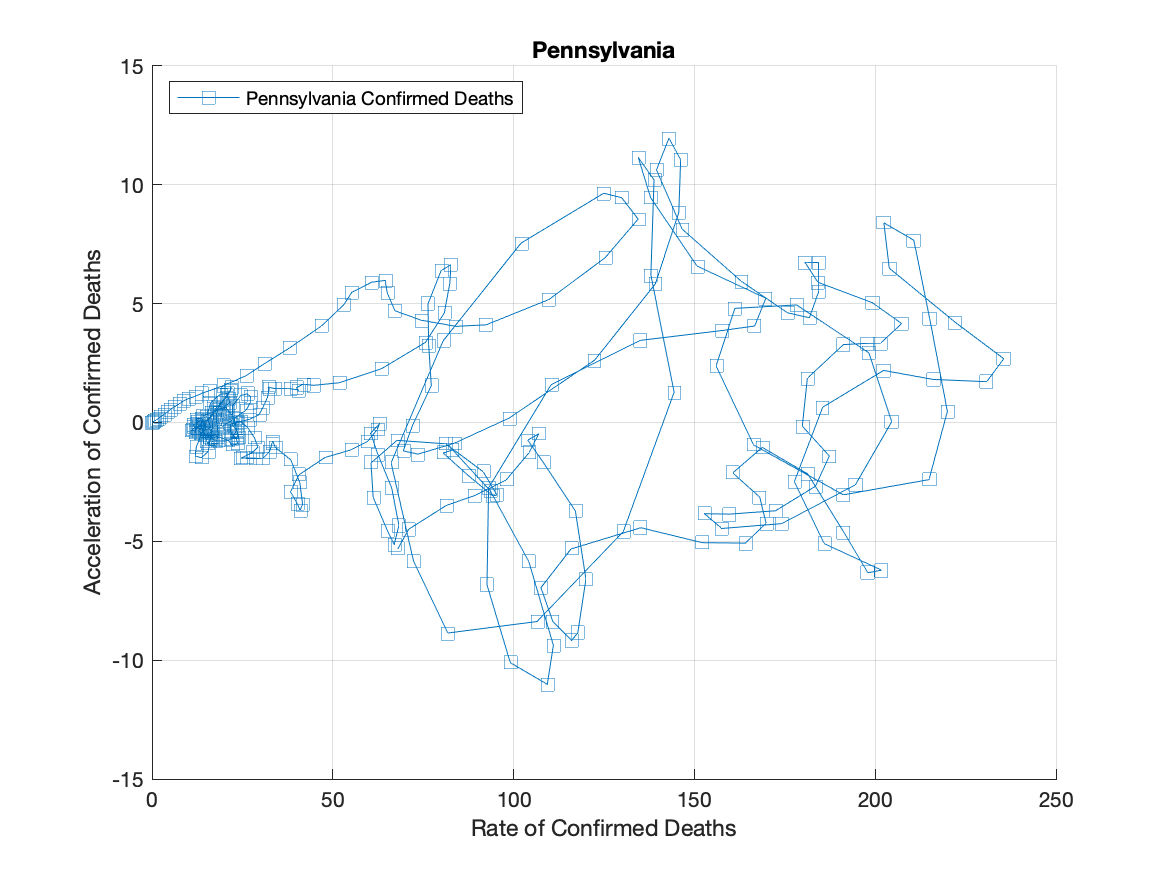 Pennsylvania
15
Pennsylvania Confirmed Deaths
10
5
0
-5
-10
-15
Acceleration of Confirmed Deaths
0 50 100 150 200 250
Rate of Confirmed Deaths